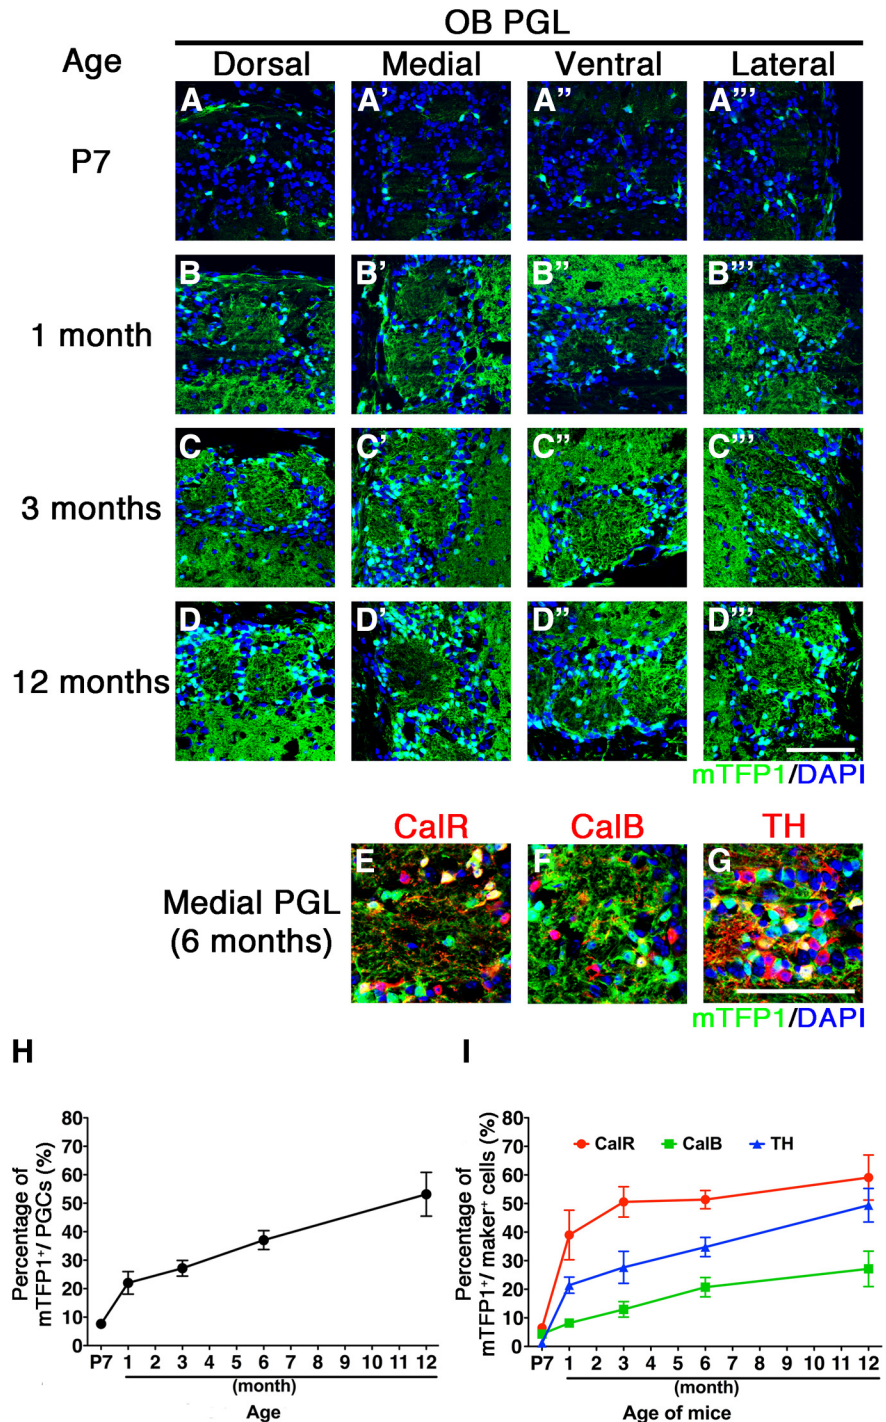 OB PGL
Age Dorsal Medial Ventral Lateral
A A' A'' A'''
P7
B B' B'' B'''
1 month
C C' C'' C'''
3 months
D D' D'' D'''
12 months
mTFP1/DAPI
CalR CalB TH
E F G
Medial PGL
(6 months)
mTFP1/DAPI
H
Percentage of
mTFP1+/ PGCs (%)
80
70
60
50
40
30
20
10
0
P7 1 2 3 4 5 6 7 8 9 10 11 12
(month)
Age
I
Percentage of
mTFP1+/ maker+ cells (%)
80
70
60
50
40
30
20
10
0
CalR CalB TH
P7 1 2 3 4 5 6 7 8 9 10 11 12
(month)
Age of mice